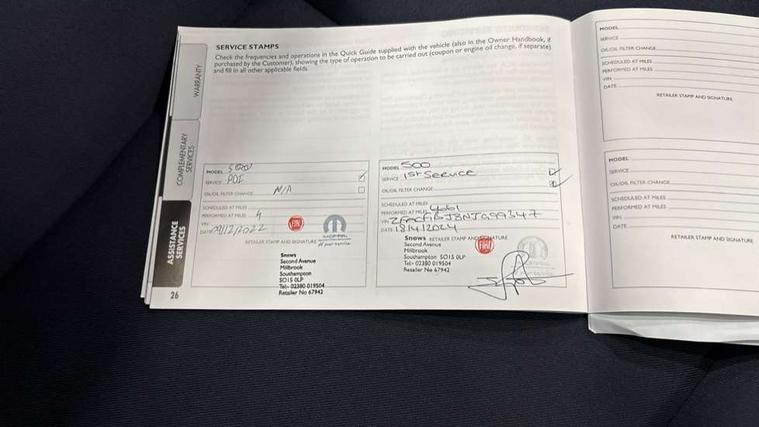 SERVICE STAMPS
Check the frequencies and operations in the Quick Guide supplied with the vehicle (also in the Owner Handbook, if
purchased by the Customer), showing the type of operation to be carried out (coupon or engine oil change, if separate)
and fill in all other applicable fields.
WARRANTY
COMPLEMENTARY
SERVICES
ASSISTANCE
SERVICES
MODEL
SERVICE PDI
OIL/OIL FILTER CHANGE N/A
SCHEDULED AT MILES
PERFORMED AT MILES 4
VIN
DATE 09/12/2022
RETAILER STAMP AND SIGNATURE
FIAT
MOPAR
Snows
Second Avenue
Millbrook
Southampton
SO15 0LP
Tel:- 02380 019504
Retailer No 67942
MODEL 500
SERVICE 1st Service
OIL/OIL FILTER CHANGE
SCHEDULED AT MILES
PERFORMED AT MILES 4661
VIN
DATE 18/4/2024
Snows RETAILER STAMP AND SIGNATURE
Second Avenue
Millbrook
Southampton SO15 0LP
Tel:- 02380 019504
Retailer No 67942
FIAT
26
MODEL
SERVICE
OIL/OIL FILTER CHANGE
SCHEDULED AT MILES
PERFORMED AT MILES
VIN
DATE
RETAILER STAMP AND SIGNATURE
MODEL
SERVICE
OIL/OIL FILTER CHANGE
SCHEDULED AT MILES
PERFORMED AT MILES
VIN
DATE
RETAILER STAMP AND SIGNATURE